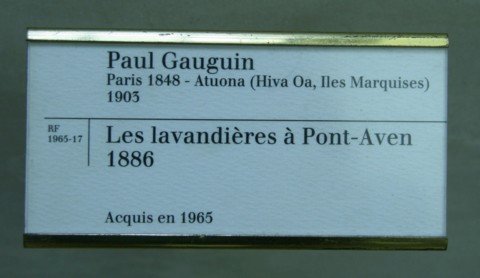 Paul Gauguin
Paris 1848 - Atuona (Hiva Oa, Iles Marquises)
1903
RF
1965-17
Les lavandières à Pont-Aven
1886
Acquis en 1965